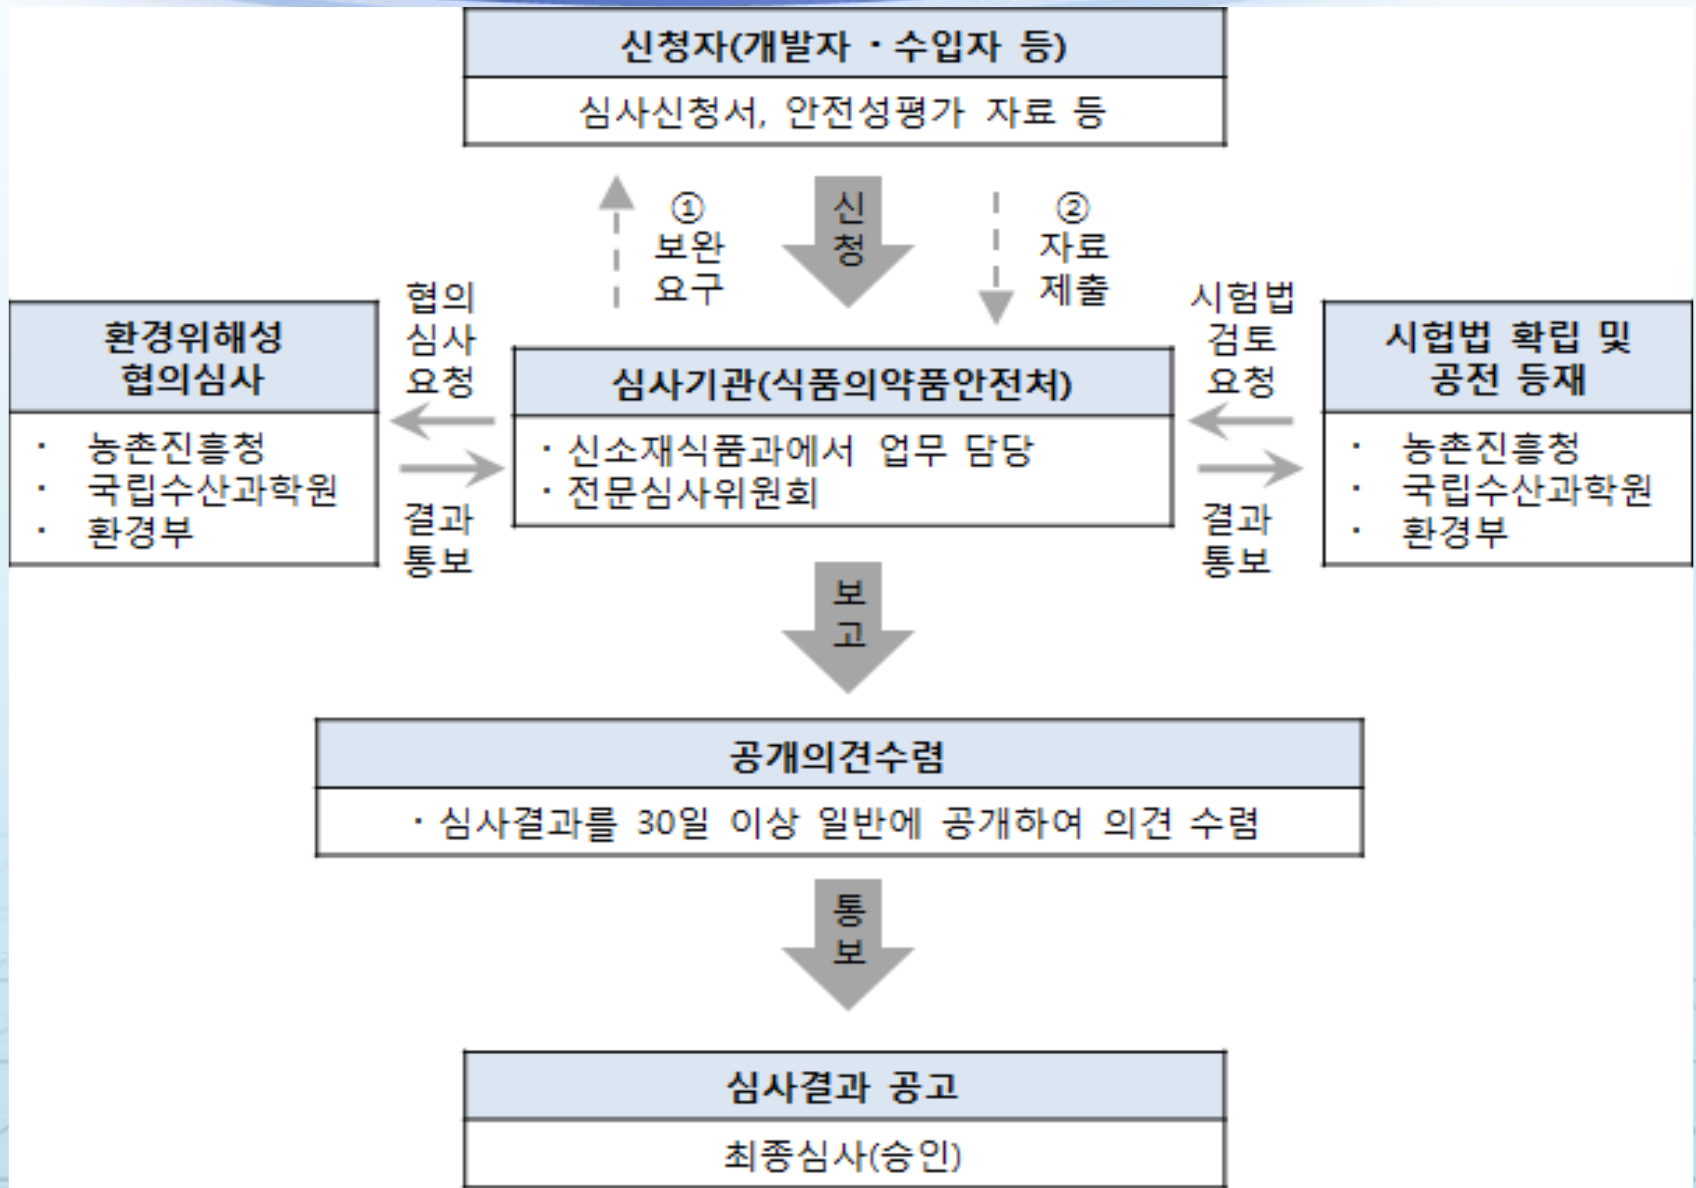 신청자(개발자 · 수입자 등)
심사신청서, 안전성평가 자료 등
①
보완
요구
신
청
②
자료
제출
환경위해성
협의심사
· 농촌진흥청
· 국립수산과학원
· 환경부
협의
심사
요청
결과
통보
심사기관(식품의약품안전처)
· 신소재식품과에서 업무 담당
· 전문심사위원회
시험법
검토
요청
결과
통보
시험법 확립 및
공전 등재
· 농촌진흥청
· 국립수산과학원
· 환경부
보
고
공개의견수렴
· 심사결과를 30일 이상 일반에 공개하여 의견 수렴
통
보
심사결과 공고
최종심사(승인)